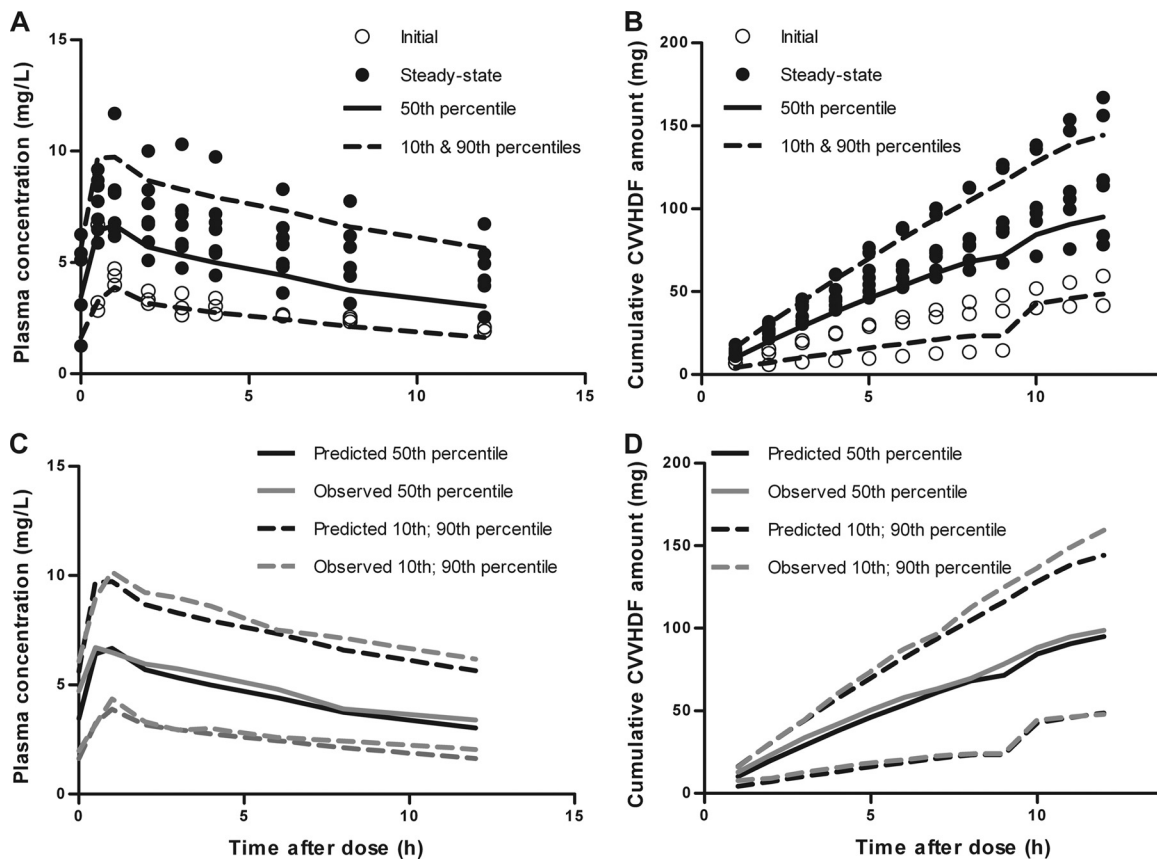 A
Plasma concentration (mg/L)
15
10
5
0
0
5
10
15
Initial
Steady-state
50th percentile
10th & 90th percentiles
B
Cumulative CVVHDF amount (mg)
200
150
100
50
0
0
5
10
Initial
Steady-state
50th percentile
10th & 90th percentiles
C
Plasma concentration (mg/L)
15
10
5
0
0
5
10
15
Time after dose (h)
Predicted 50th percentile
Observed 50th percentile
Predicted 10th; 90th percentile
Observed 10th; 90th percentile
D
Cumulative CVVHDF amount (mg)
200
150
100
50
0
0
5
10
Time after dose (h)
Predicted 50th percentile
Observed 50th percentile
Predicted 10th; 90th percentile
Observed 10th; 90th percentile